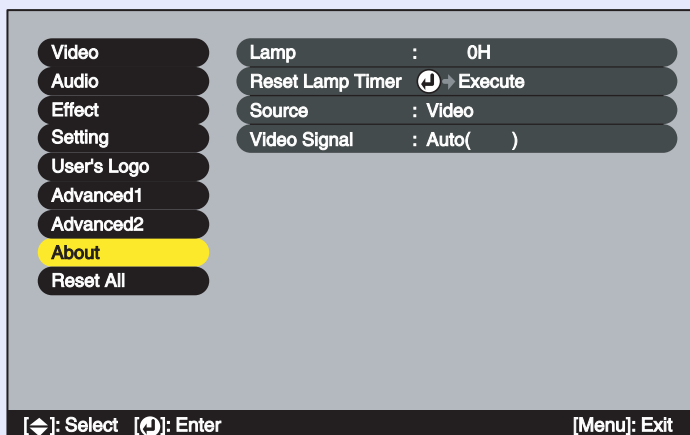 Video
Audio
Effect
Setting
User's Logo
Advanced1
Advanced2
About
Reset All
Lamp : 0H
Reset Lamp Timer Execute
Source : Video
Video Signal : Auto( )
[ ]: Select [ ]: Enter [Menu]: Exit